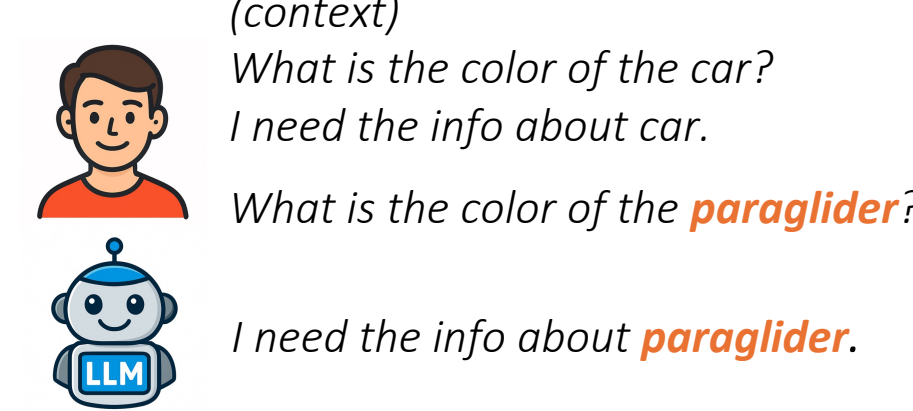 (context)
What is the color of the car?
I need the info about car.
What is the color of the paraglider?
I need the info about paraglider.
LLM